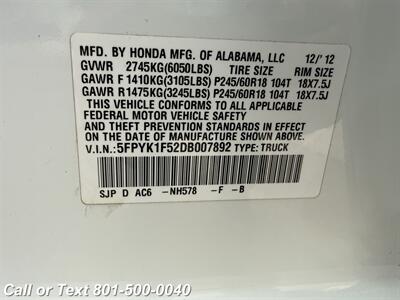 MFD. BY HONDA MFG. OF ALABAMA, LLC 12/'12
GVWR 2745KG(6050LBS) TIRE SIZE RIM SIZE
GAWR F 1410KG(3105LBS) P245/60R18 104T 18X7.5J
GAWR R1475KG(3245LBS) P245/60R18 104T 18X7.5J
THIS VEHICLE CONFORMS TO ALL APPLICABLE
FEDERAL MOTOR VEHICLE SAFETY
AND THEFT PREVENTION STANDARDS IN EFFECT
ON THE DATE OF MANUFACTURE SHOWN ABOVE.
V.I.N.: 5FPYK1F52DB007892 TYPE: TRUCK
SJP D AC6 -NH578 -F -B
Call or Text 801-500-0040